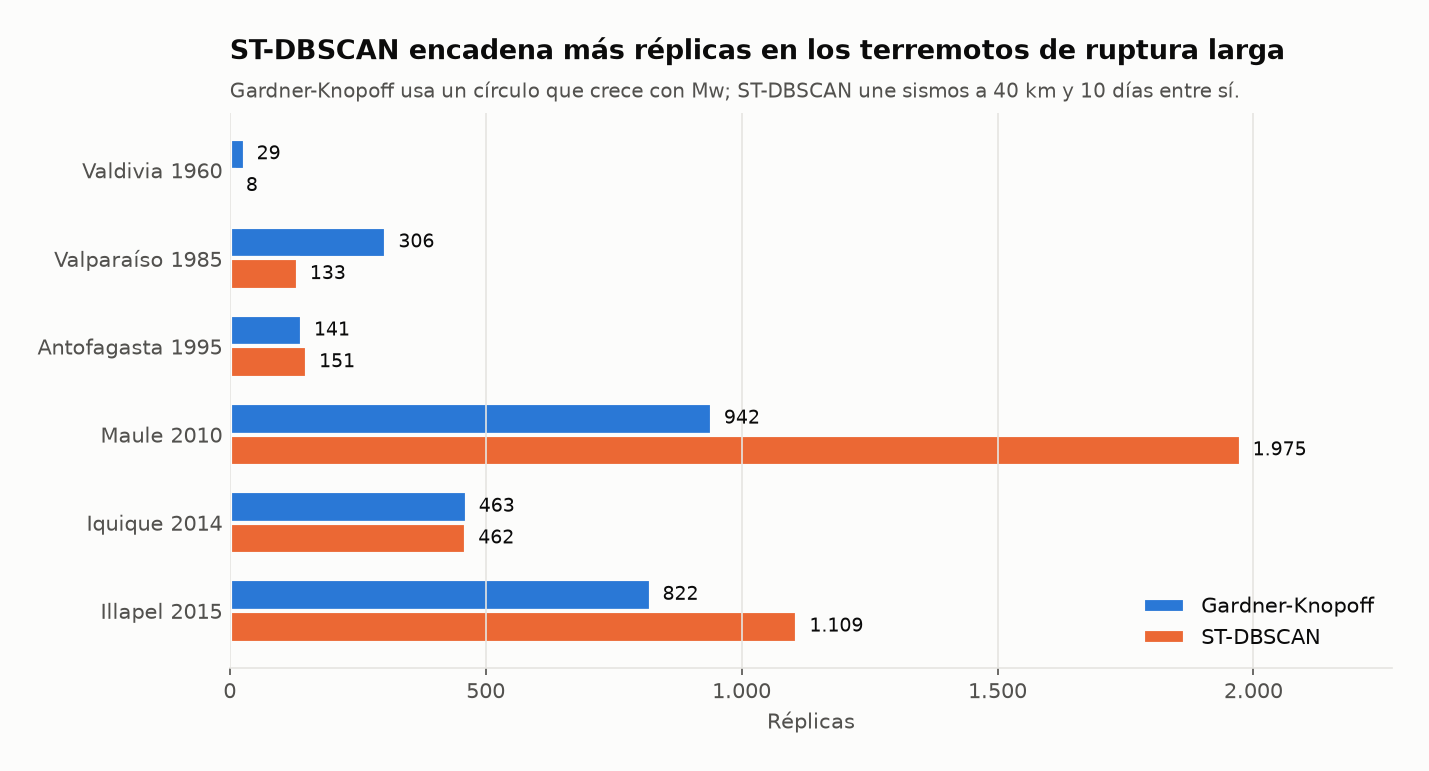 ST-DBSCAN encadena más réplicas en los terremotos de ruptura larga
Gardner-Knopoff usa un círculo que crece con Mw; ST-DBSCAN une sismos a 40 km y 10 días entre sí.
Valdivia 1960
29
8
Valparaíso 1985
306
133
Antofagasta 1995
141
151
Maule 2010
942
1.975
Iquique 2014
463
462
Illapel 2015
822
1.109
Gardner-Knopoff
ST-DBSCAN
0 500 1.000 1.500 2.000
Réplicas